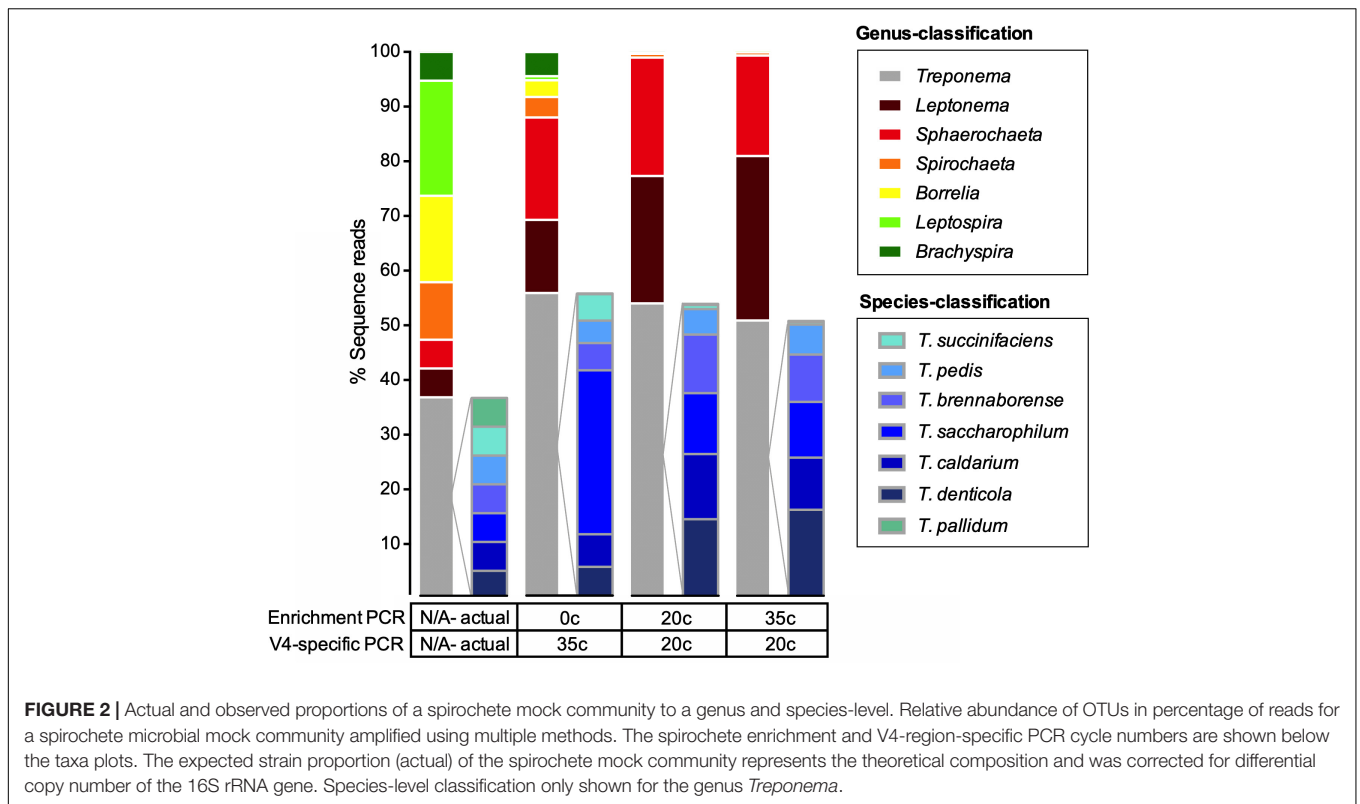 Genus-classification
Treponema
Leptonema
Sphaerochaeta
Spirochaeta
Borrelia
Leptospira
Brachyspira
Species-classification
T. succinifaciens
T. pedis
T. brennaborense
T. saccharophilum
T. caldarium
T. denticola
T. pallidum
% Sequence reads
100
90
80
70
60
50
40
30
20
10
Enrichment PCR N/A- actual 0c 20c 35c
V4-specific PCR N/A- actual 35c 20c 20c
FIGURE 2 | Actual and observed proportions of a spirochete mock community to a genus and species-level. Relative abundance of OTUs in percentage of reads for
a spirochete microbial mock community amplified using multiple methods. The spirochete enrichment and V4-region-specific PCR cycle numbers are shown below
the taxa plots. The expected strain proportion (actual) of the spirochete mock community represents the theoretical composition and was corrected for differential
copy number of the 16S rRNA gene. Species-level classification only shown for the genus Treponema.